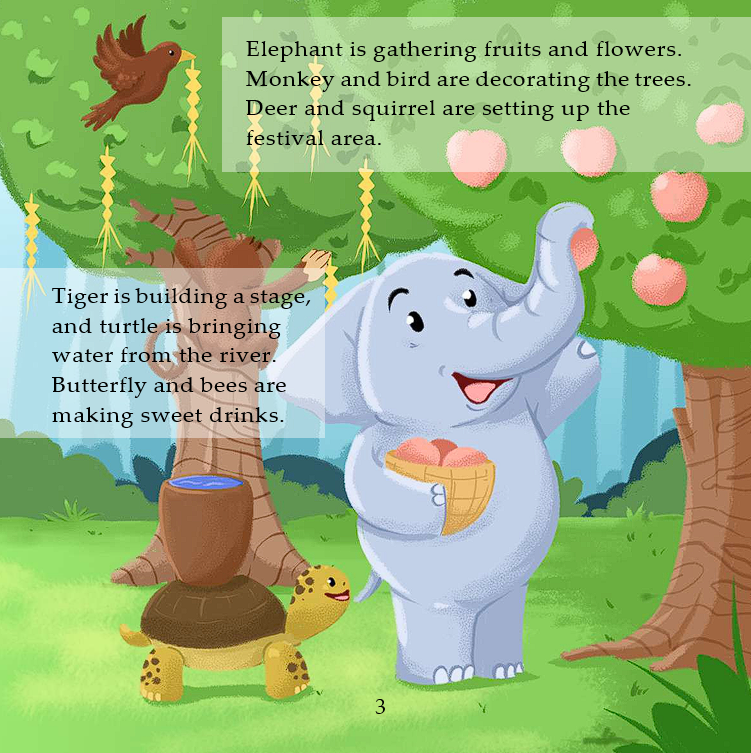 Elephant is gathering fruits and flowers.
Monkey and bird are decorating the trees.
Deer and squirrel are setting up the
festival area.
Tiger is building a stage,
and turtle is bringing
water from the river.
Butterfly and bees are
making sweet drinks.
3